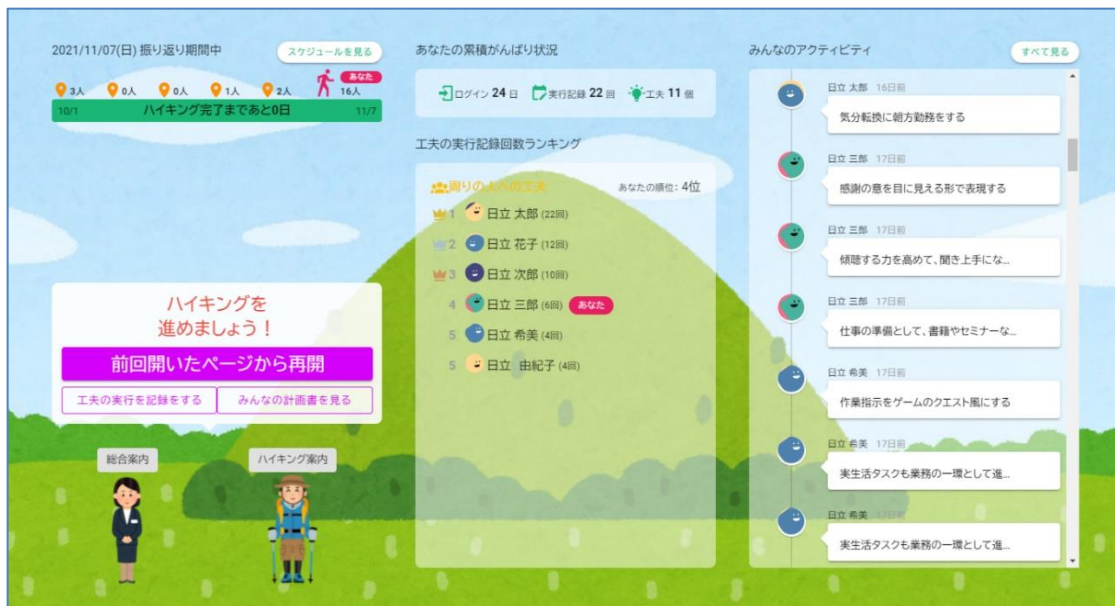 2021/11/07(日) 振り返り期間中
スケジュールを見る
3人 0人 0人 1人 2人 あなた 16人
10/1 ハイキング完了まであと0日 11/7
ハイキングを
進めましょう！
前回開いたページから再開
工夫の実行を記録をする
みんなの計画書を見る
総合案内
ハイキング案内
あなたの累積がんばり状況
ログイン 24 日 実行記録 22 回 工夫 11 個
工夫の実行記録回数ランキング
周りの人への工夫 あなたの順位: 4位
1 日立 太郎 (22回)
2 日立 花子 (12回)
3 日立 次郎 (10回)
4 日立 三郎 (6回) あなた
5 日立 希美 (4回)
5 日立 由紀子 (4回)
みんなのアクティビティ
すべて見る
日立 太郎 16日前
気分転換に朝方勤務をする
日立 三郎 17日前
感謝の意を目に見える形で表現する
日立 三郎 17日前
傾聴する力を高めて、聞き上手にな...
日立 三郎 17日前
仕事の準備として、書籍やセミナーな...
日立 希美 17日前
作業指示をゲームのクエスト風にする
日立 希美 17日前
実生活タスクも業務の一環として進...
日立 希美 17日前
実生活タスクも業務の一環として進...